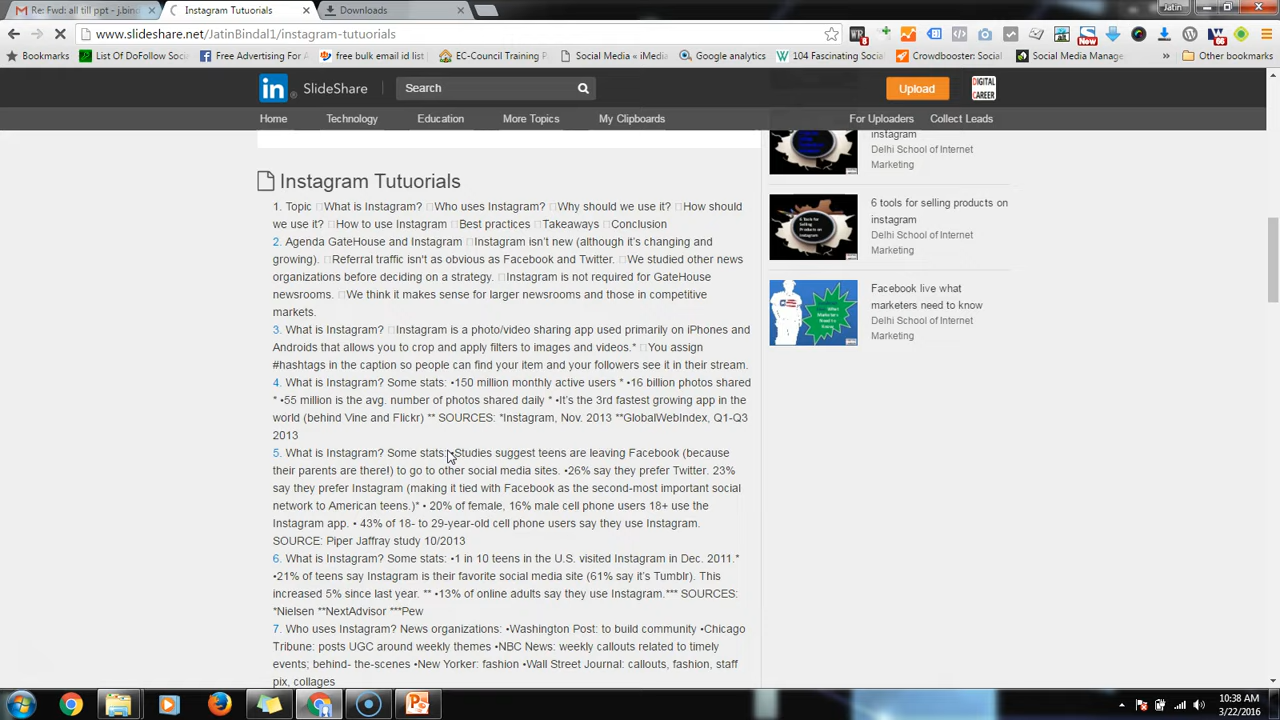 Re: Fwd: all till ppt - j.bind
Instagram Tutuorials
Downloads
Jatin
www.slideshare.net/JatinBindal1/instagram-tutuorials
Bookmarks
List Of DoFollow Soci
Free Advertising For
free bulk email id list
EC-Council Training P
Social Media « iMedia
Google analytics
104 Fascinating Socia
Crowdbooster: Social
Social Media Manage
Other bookmarks
in SlideShare
Search
Upload
DIGITAL
CAREER
Home
Technology
Education
More Topics
My Clipboards
For Uploaders
Collect Leads
Instagram Tutuorials
1. Topic What is Instagram? Who uses Instagram? Why should we use it? How should
we use it? How to use Instagram Best practices Takeaways Conclusion
2. Agenda GateHouse and Instagram Instagram isn't new (although it's changing and
growing). Referral traffic isn't as obvious as Facebook and Twitter. We studied other news
organizations before deciding on a strategy. Instagram is not required for GateHouse
newsrooms. We think it makes sense for larger newsrooms and those in competitive
markets.
3. What is Instagram? Instagram is a photo/video sharing app used primarily on iPhones and
Androids that allows you to crop and apply filters to images and videos.* You assign
#hashtags in the caption so people can find your item and your followers see it in their stream.
4. What is Instagram? Some stats: •150 million monthly active users * •16 billion photos shared
* •55 million is the avg. number of photos shared daily * •It's the 3rd fastest growing app in the
world (behind Vine and Flickr) ** SOURCES: *Instagram, Nov. 2013 **GlobalWebIndex, Q1-Q3
2013
5. What is Instagram? Some stats: •Studies suggest teens are leaving Facebook (because
their parents are there!) to go to other social media sites. •26% say they prefer Twitter. 23%
say they prefer Instagram (making it tied with Facebook as the second-most important social
network to American teens.)* • 20% of female, 16% male cell phone users 18+ use the
Instagram app. • 43% of 18- to 29-year-old cell phone users say they use Instagram.
SOURCE: Piper Jaffray study 10/2013
6. What is Instagram? Some stats: •1 in 10 teens in the U.S. visited Instagram in Dec. 2011.*
•21% of teens say Instagram is their favorite social media site (61% say it's Tumblr). This
increased 5% since last year. ** •13% of online adults say they use Instagram.*** SOURCES:
*Nielsen **NextAdvisor ***Pew
7. Who uses Instagram? News organizations: •Washington Post: to build community •Chicago
Tribune: posts UGC around weekly themes •NBC News: weekly callouts related to timely
events; behind- the-scenes •New Yorker: fashion •Wall Street Journal: callouts, fashion, staff
pix, collages
instagram
Delhi School of Internet
Marketing
6 tools for selling products on
instagram
Delhi School of Internet
Marketing
Facebook live what
marketers need to know
Delhi School of Internet
Marketing
10:38 AM
3/22/2016